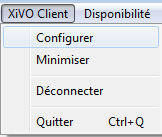 XiVO Client Disponibilité
Configurer
Minimiser
Déconnecter
Quitter Ctrl+Q